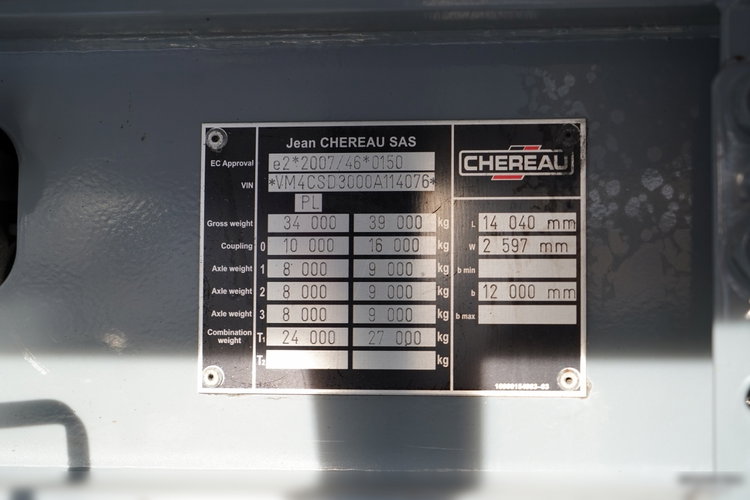 Jean CHEREAU SAS
EC Approval e2*2007/46*0150
VIN *VM4CSD3000A114076*
PL
CHEREAU
Gross weight 34 000 39 000 kg
Coupling 0 10 000 16 000 kg
Axle weight 1 8 000 9 000 kg
Axle weight 2 8 000 9 000 kg
Axle weight 3 8 000 9 000 kg
Combination weight T1 24 000 27 000 kg
T2 kg
L 14 040 mm
W 2 597 mm
b min
b 12 000 mm
b max